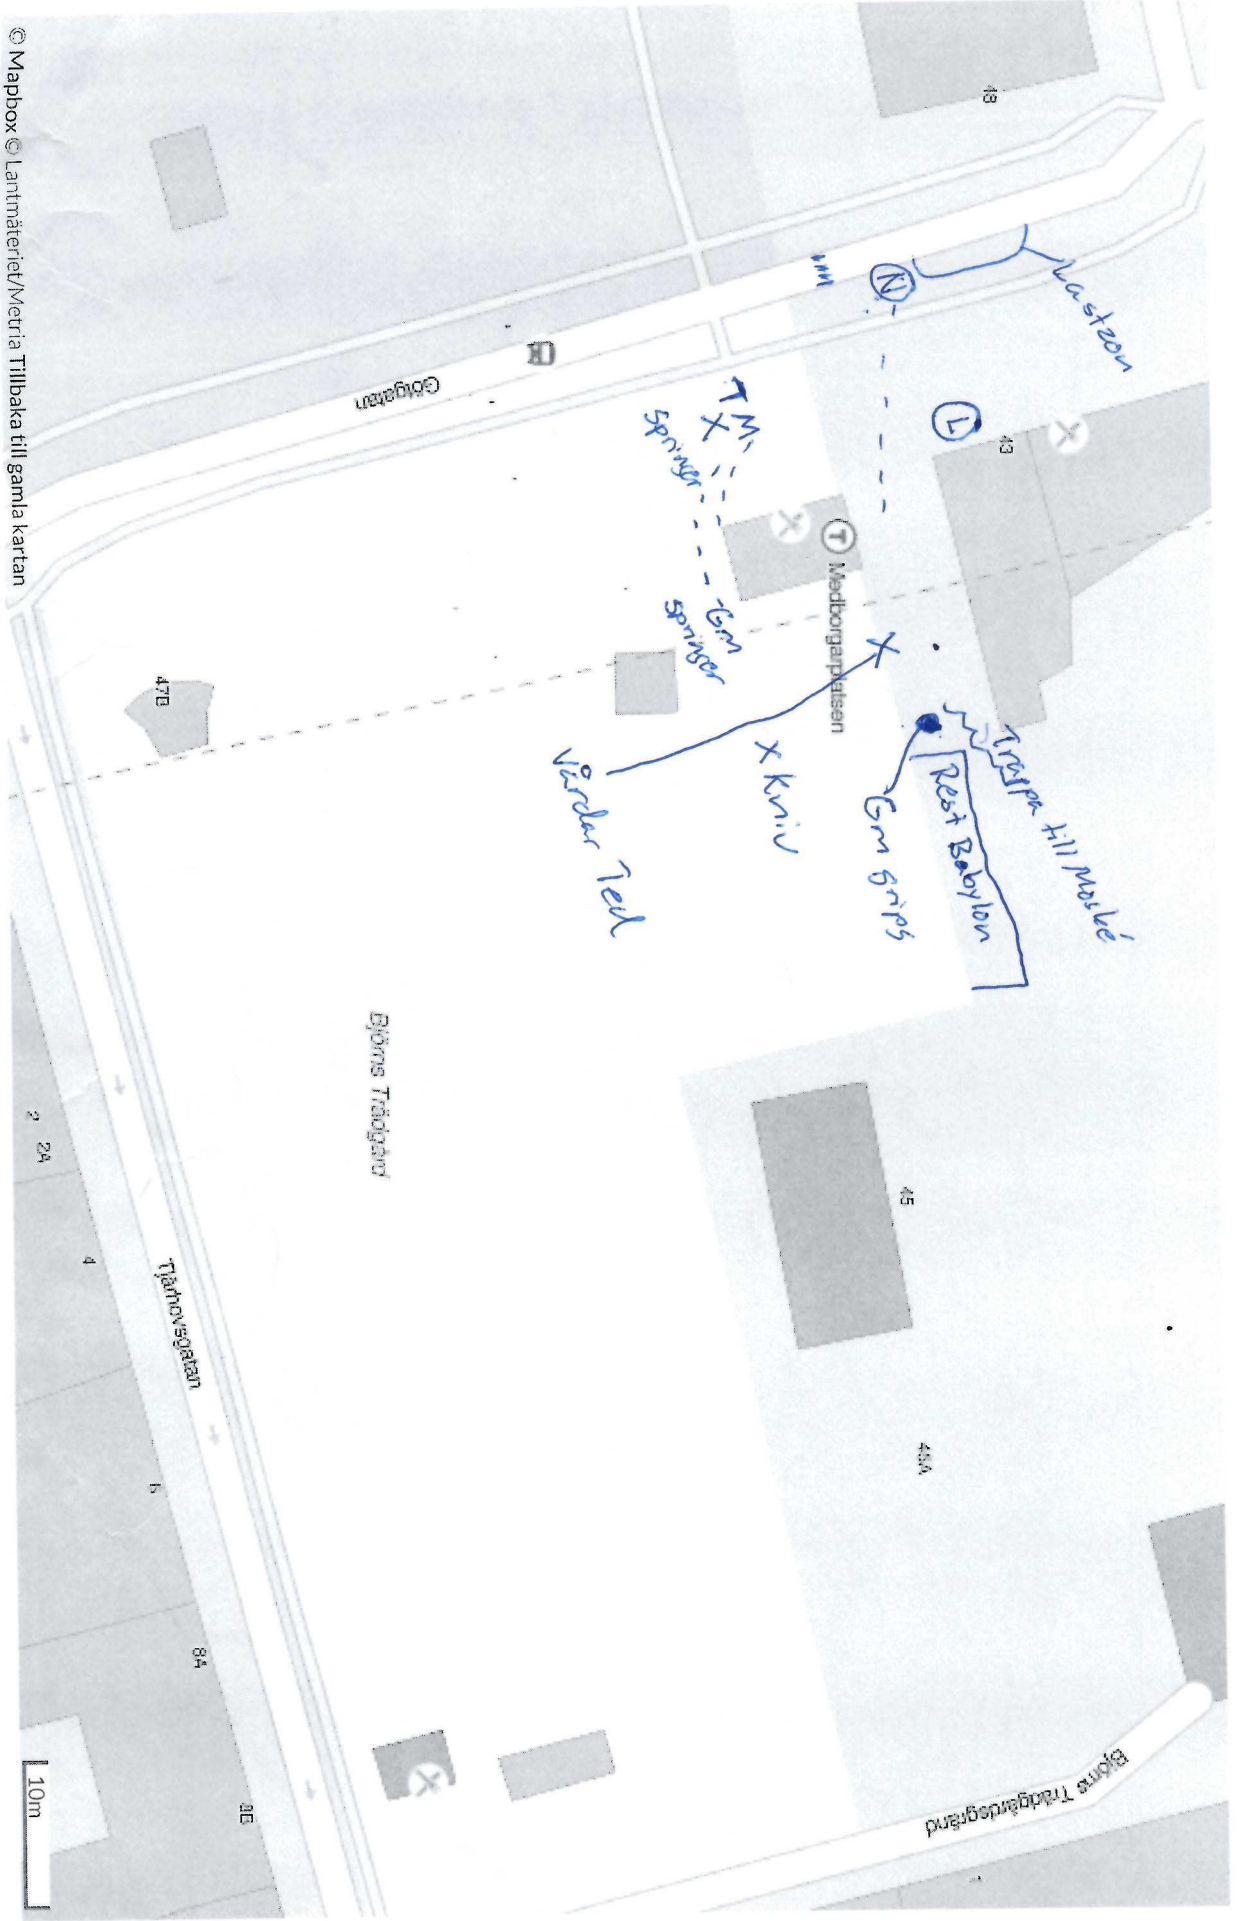 48
Lastzon
N
L
43
Götgatan
T M
X
Springer
Gm
springer
T Medborgarplatsen
X
Trappa till Moské
Rest Babylon
Gm grips
X Kniv
Vårdar Ted
47B
Björns Trädgård
45
45A
Tjärhovsgatan
2
2A
4
6
8A
8B
Björns Trädgårdsgränd
1
10m
© Mapbox © Lantmäteriet/Metria Tillbaka till gamla kartan